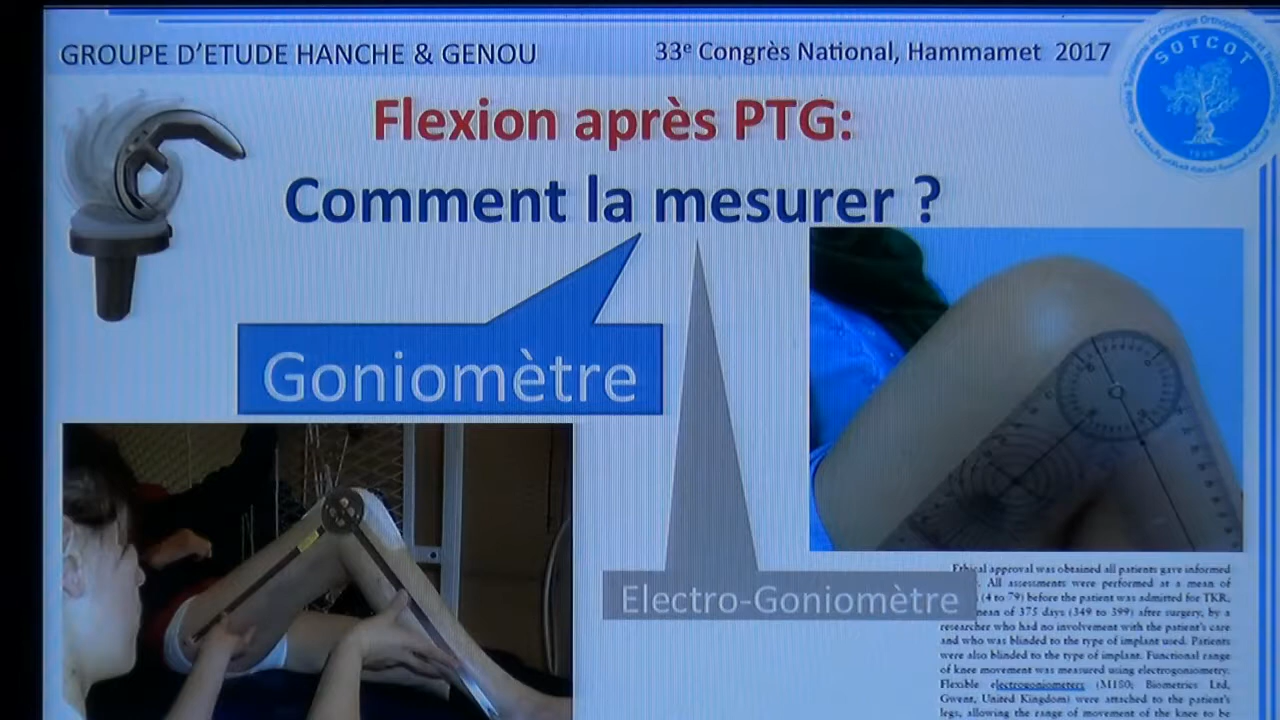 GROUPE D'ETUDE HANCHE & GENOU
33e Congrès National, Hammamet 2017
SOTCOT
Flexion après PTG:
Comment la mesurer ?
Goniomètre
Electro-Goniomètre
Ethical approval was obtained all patients gave informed
All assessments were performed at a mean of
(4 to 79) before the patient was admitted for TKR,
mean of 375 days (349 to 399) after surgery, by a
researcher who had no involvement with the patient's care
and who was blinded to the type of implant used. Patients
were also blinded to the type of implant. Functional range
of knee movement was measured using electrogoniometry.
Flexible electrogoniometers (M180; Biometrics Ltd,
Gwent, United Kingdom) were attached to the patient's
legs, allowing the range of movement of the knee to be